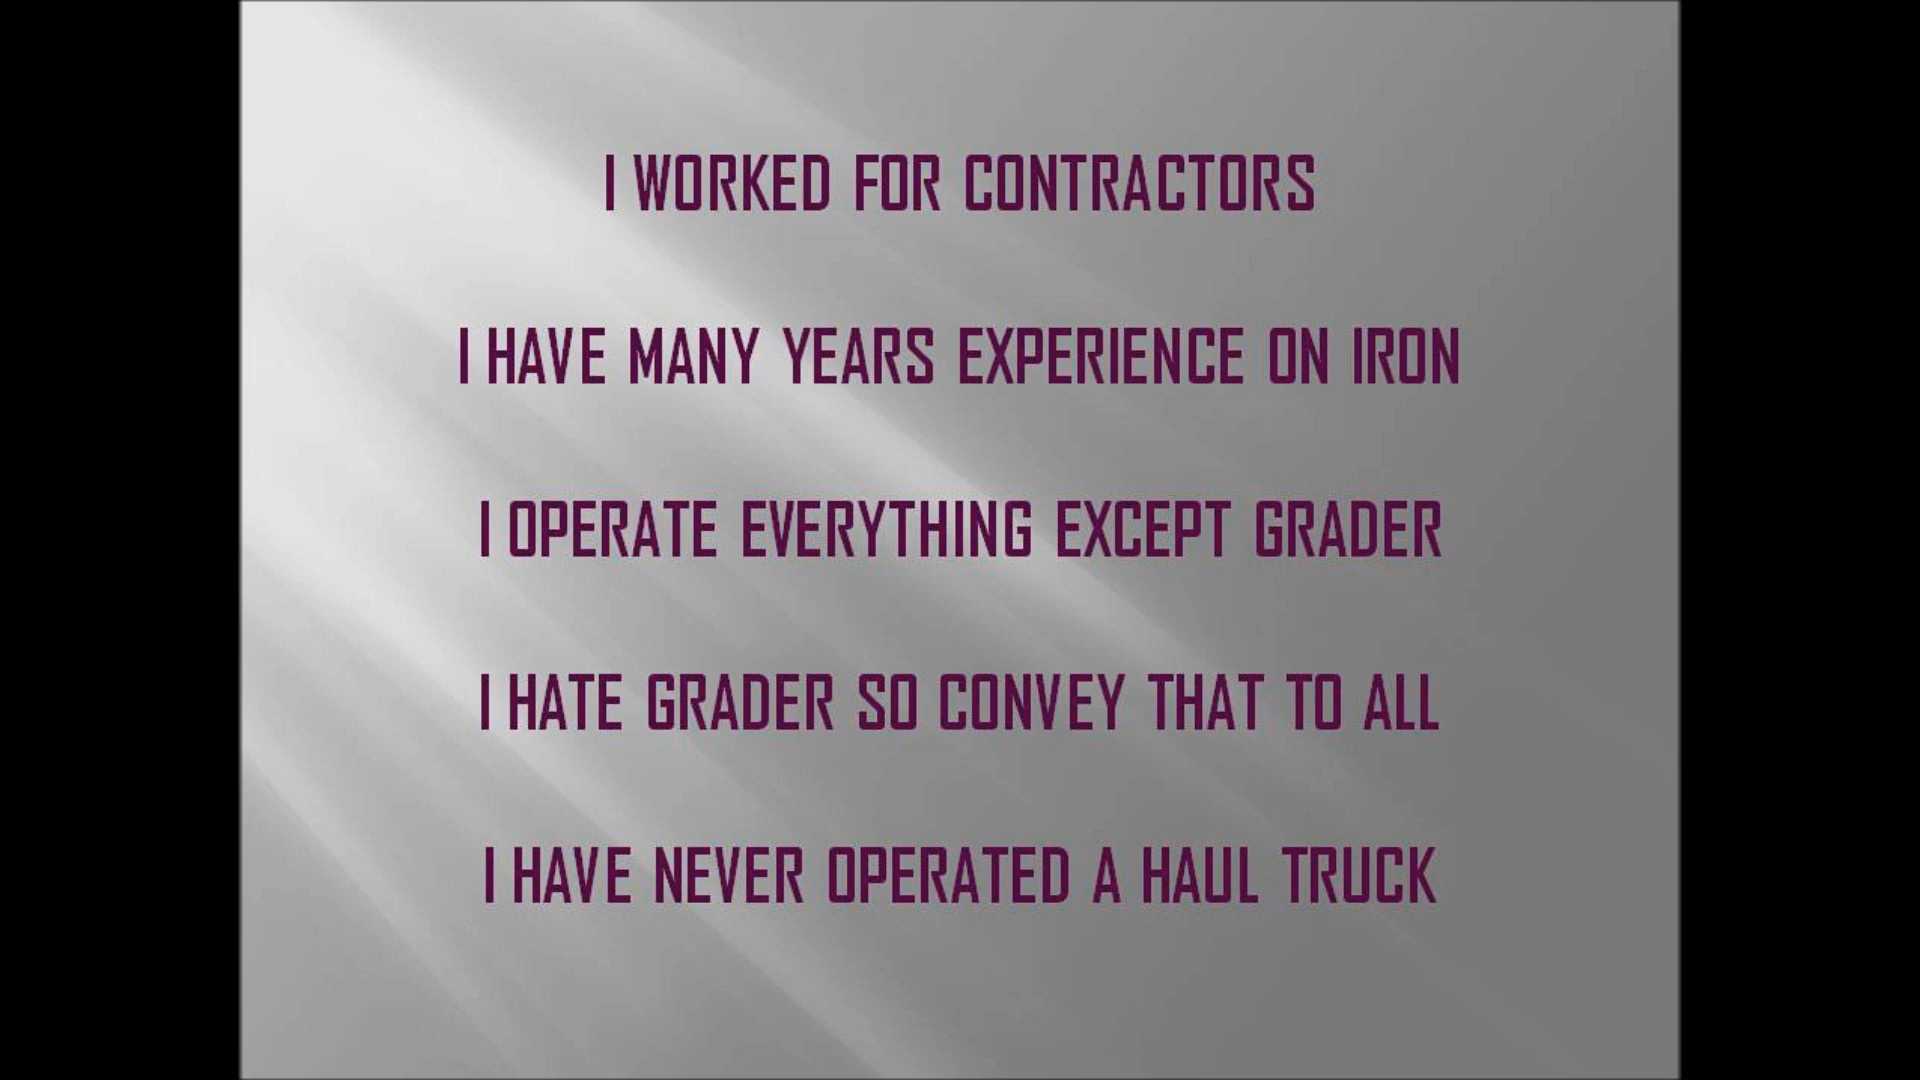 I WORKED FOR CONTRACTORS
I HAVE MANY YEARS EXPERIENCE ON IRON
I OPERATE EVERYTHING EXCEPT GRADER
I HATE GRADER SO CONVEY THAT TO ALL
I HAVE NEVER OPERATED A HAUL TRUCK